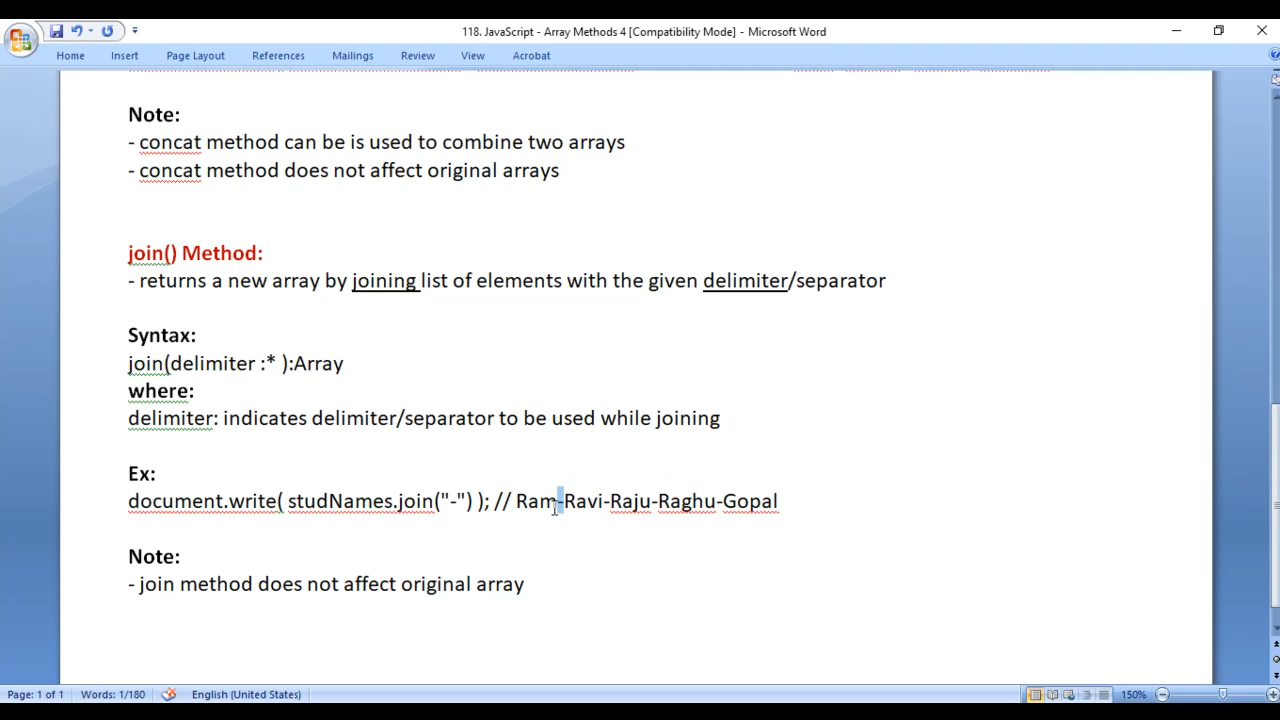 118. JavaScript - Array Methods 4 [Compatibility Mode] - Microsoft Word
Home Insert Page Layout References Mailings Review View Acrobat
Note:
- concat method can be is used to combine two arrays
- concat method does not affect original arrays
join() Method:
- returns a new array by joining list of elements with the given delimiter/separator
Syntax:
join(delimiter :* ):Array
where:
delimiter: indicates delimiter/separator to be used while joining
Ex:
document.write( studNames.join("-") ); // Ram-Ravi-Raju-Raghu-Gopal
Note:
- join method does not affect original array
Page: 1 of 1 Words: 1/180 English (United States) 150%